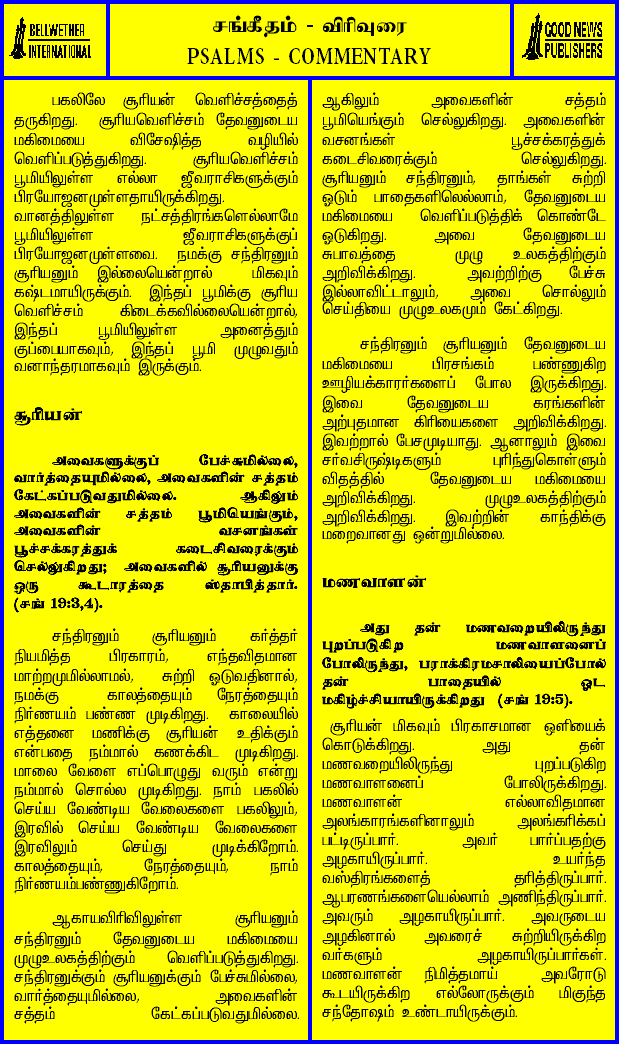 BELLWETHER
INTERNATIONAL
சங்கீதம் - விரிவுரை
PSALMS - COMMENTARY
GOOD NEWS
PUBLISHERS
பகலிலே சூரியன் வெளிச்சத்தைத்
தருகிறது. சூரியவெளிச்சம் தேவனுடைய
மகிமையை விசேஷித்த வழியில்
வெளிப்படுத்துகிறது. சூரியவெளிச்சம்
பூமியிலுள்ள எல்லா ஜீவராசிகளுக்கும்
பிரயோஜனமுள்ளதாயிருக்கிறது.
வானத்திலுள்ள நட்சத்திரங்களெல்லாமே
பூமியிலுள்ள ஜீவராசிகளுக்குப்
பிரயோஜனமுள்ளவை. நமக்கு சந்திரனும்
சூரியனும் இல்லையென்றால் மிகவும்
கஷ்டமாயிருக்கும். இந்தப் பூமிக்கு சூரிய
வெளிச்சம் கிடைக்கவில்லையென்றால்,
இந்தப் பூமியிலுள்ள அனைத்தும்
குப்பையாகவும், இந்தப் பூமி முழுவதும்
வனாந்தரமாகவும் இருக்கும்.
சூரியன்
அவைகளுக்குப் பேச்சுமில்லை,
வார்த்தையுமில்லை, அவைகளின் சத்தம்
கேட்கப்படுவதுமில்லை. ஆகிலும்
அவைகளின் சத்தம் பூமியெங்கும்,
அவைகளின் வசனங்கள்
பூச்சக்கரத்துக் கடைசிவரைக்கும்
செல்லுகிறது; அவைகளில் சூரியனுக்கு
ஒரு கூடாரத்தை ஸ்தாபித்தார்.
(சங் 19:3,4).
சந்திரனும் சூரியனும் கர்த்தர்
நியமித்த பிரகாரம், எந்தவிதமான
மாற்றமுமில்லாமல், சுற்றி ஓடுவதினால்,
நமக்கு காலத்தையும் நேரத்தையும்
நிர்ணயம் பண்ண முடிகிறது. காலையில்
எத்தனை மணிக்கு சூரியன் உதிக்கும்
என்பதை நம்மால் கணக்கிட முடிகிறது.
மாலை வேளை எப்பொழுது வரும் என்று
நம்மால் சொல்ல முடிகிறது. நாம் பகலில்
செய்ய வேண்டிய வேலைகளை பகலிலும்,
இரவில் செய்ய வேண்டிய வேலைகளை
இரவிலும் செய்து முடிக்கிறோம்.
காலத்தையும், நேரத்தையும், நாம்
நிர்ணயம்பண்ணுகிறோம்.
ஆகாயவிரிவிலுள்ள சூரியனும்
சந்திரனும் தேவனுடைய மகிமையை
முழுஉலகத்திற்கும் வெளிப்படுத்துகிறது.
சந்திரனுக்கும் சூரியனுக்கும் பேச்சுமில்லை,
வார்த்தையுமில்லை, அவைகளின்
சத்தம் கேட்கப்படுவதுமில்லை.
ஆகிலும் அவைகளின் சத்தம்
பூமியெங்கும் செல்லுகிறது. அவைகளின்
வசனங்கள் பூச்சக்கரத்துக்
கடைசிவரைக்கும் செல்லுகிறது.
சூரியனும் சந்திரனும், தாங்கள் சுற்றி
ஓடும் பாதைகளிலெல்லாம், தேவனுடைய
மகிமையை வெளிப்படுத்திக் கொண்டே
ஓடுகிறது. அவை தேவனுடைய
சுபாவத்தை முழு உலகத்திற்கும்
அறிவிக்கிறது. அவற்றிற்கு பேச்சு
இல்லாவிட்டாலும், அவை சொல்லும்
செய்தியை முழுஉலகமும் கேட்கிறது.
சந்திரனும் சூரியனும் தேவனுடைய
மகிமையை பிரசங்கம் பண்ணுகிற
ஊழியக்காரர்களைப் போல இருக்கிறது.
இவை தேவனுடைய கரங்களின்
அற்புதமான கிரியைகளை அறிவிக்கிறது.
இவற்றால் பேசமுடியாது. ஆனாலும் இவை
சர்வசிருஷ்டிகளும் புரிந்துகொள்ளும்
விதத்தில் தேவனுடைய மகிமையை
அறிவிக்கிறது. முழுஉலகத்திற்கும்
அறிவிக்கிறது. இவற்றின் காந்திக்கு
மறைவானது ஒன்றுமில்லை.
மணவாளன்
அது தன் மணவறையிலிருந்து
புறப்படுகிற மணவாளனைப்
போலிருந்து, பராக்கிரமசாலியைப்போல்
தன் பாதையில் ஓட
மகிழ்ச்சியாயிருக்கிறது (சங் 19:5).
சூரியன் மிகவும் பிரகாசமான ஒளியைக்
கொடுக்கிறது. அது தன்
மணவறையிலிருந்து புறப்படுகிற
மணவாளனைப் போலிருக்கிறது.
மணவாளன் எல்லாவிதமான
அலங்காரங்களினாலும் அலங்கரிக்கப்
பட்டிருப்பார். அவர் பார்ப்பதற்கு
அழகாயிருப்பார். உயர்ந்த
வஸ்திரங்களைத் தரித்திருப்பார்.
ஆபரணங்களையெல்லாம் அணிந்திருப்பார்.
அவரும் அழகாயிருப்பார். அவருடைய
அழகினால் அவரைச் சுற்றியிருக்கிற
வர்களும் அழகாயிருப்பார்கள்.
மணவாளன் நிமித்தமாய் அவரோடு
கூடயிருக்கிற எல்லோருக்கும் மிகுந்த
சந்தோஷம் உண்டாயிருக்கும்.